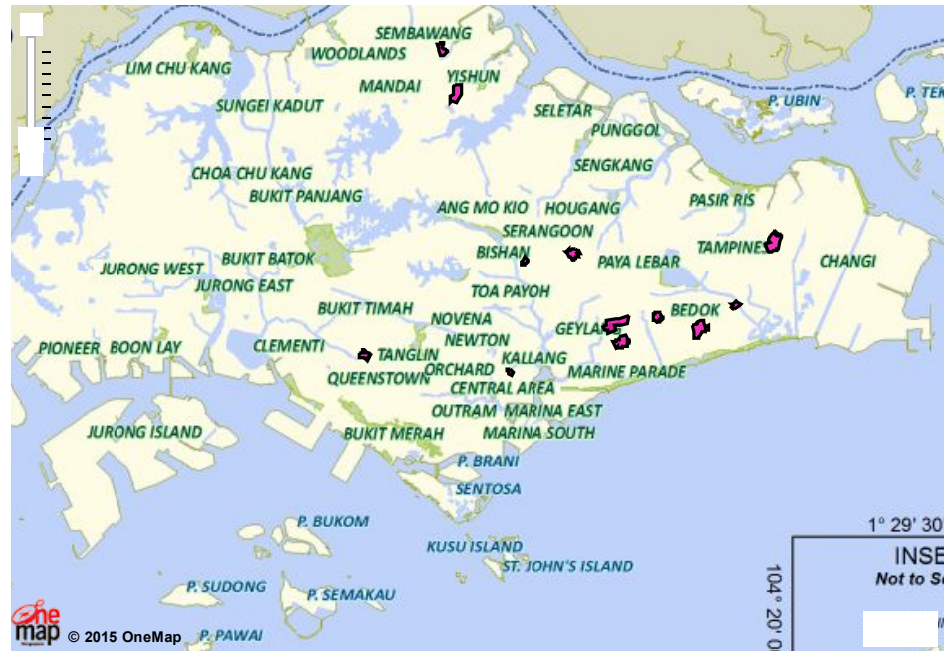 SEMBAWANG
WOODLANDS
LIM CHU KANG
YISHUN
MANDAI
SUNGEI KADUT
SELETAR
P. UBIN
PUNGGOL
SENGKANG
CHOA CHU KANG
BUKIT PANJANG
PASIR RIS
ANG MO KIO
HOUGANG
SERANGOON
BISHAN
TAMPINES
BUKIT BATOK
PAYA LEBAR
CHANGI
JURONG WEST
JURONG EAST
TOA PAYOH
BUKIT TIMAH
NOVENA
BEDOK
GEYLANG
NEWTON
PIONEER
BOON LAY
CLEMENTI
TANGLIN
KALLANG
ORCHARD
MARINE PARADE
QUEENSTOWN
CENTRAL AREA
OUTRAM
MARINA EAST
JURONG ISLAND
BUKIT MERAH
MARINA SOUTH
P. BRANI
SENTOSA
P. BUKOM
KUSU ISLAND
ST. JOHN'S ISLAND
P. SUDONG
P. SEMAKAU
P. PAWAI
P. TEK
1° 29' 30
INSE
Not to S
104° 20' 0
One
map © 2015 OneMap